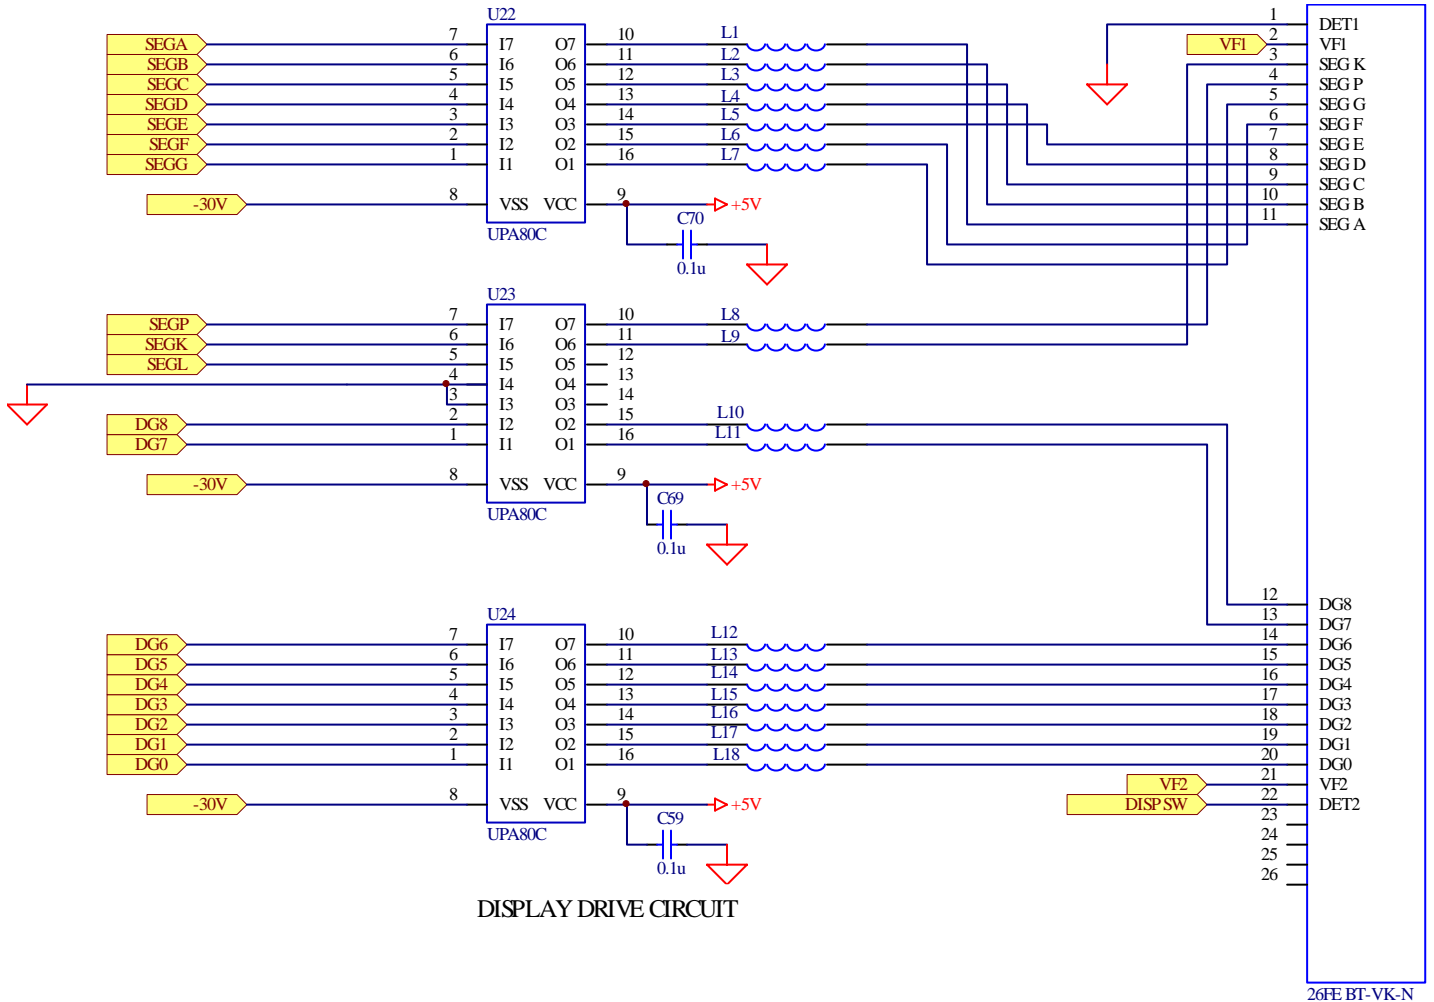 U22
SEGA 7 I7 O7 10 L1
SEGB 6 I6 O6 11 L2
SEGC 5 I5 O5 12 L3
SEGD 4 I4 O4 13 L4
SEGE 3 I3 O3 14 L5
SEGF 2 I2 O2 15 L6
SEGG 1 I1 O1 16 L7
-30V 8 VSS VCC 9 +5V
UPA80C
C70
0.1u
U23
SEGP 7 I7 O7 10 L8
SEGK 6 I6 O6 11 L9
SEGL 5 I5 O5 12
4 I4 O4 13
3 I3 O3 14
DG8 2 I2 O2 15 L10
DG7 1 I1 O1 16 L11
-30V 8 VSS VCC 9 +5V
UPA80C
C69
0.1u
U24
DG6 7 I7 O7 10 L12
DG5 6 I6 O6 11 L13
DG4 5 I5 O5 12 L14
DG3 4 I4 O4 13 L15
DG2 3 I3 O3 14 L16
DG1 2 I2 O2 15 L17
DG0 1 I1 O1 16 L18
-30V 8 VSS VCC 9 +5V
UPA80C
C59
0.1u
1 DET1
VF1 2 VF1
3 SEG K
4 SEG P
5 SEG G
6 SEG F
7 SEG E
8 SEG D
9 SEG C
10 SEG B
11 SEG A
12 DG8
13 DG7
14 DG6
15 DG5
16 DG4
17 DG3
18 DG2
19 DG1
20 DG0
VF2 21 VF2
DISP SW 22 DET2
23
24
25
26
26FE BT-VK-N
DISPLAY DRIVE CIRCUIT